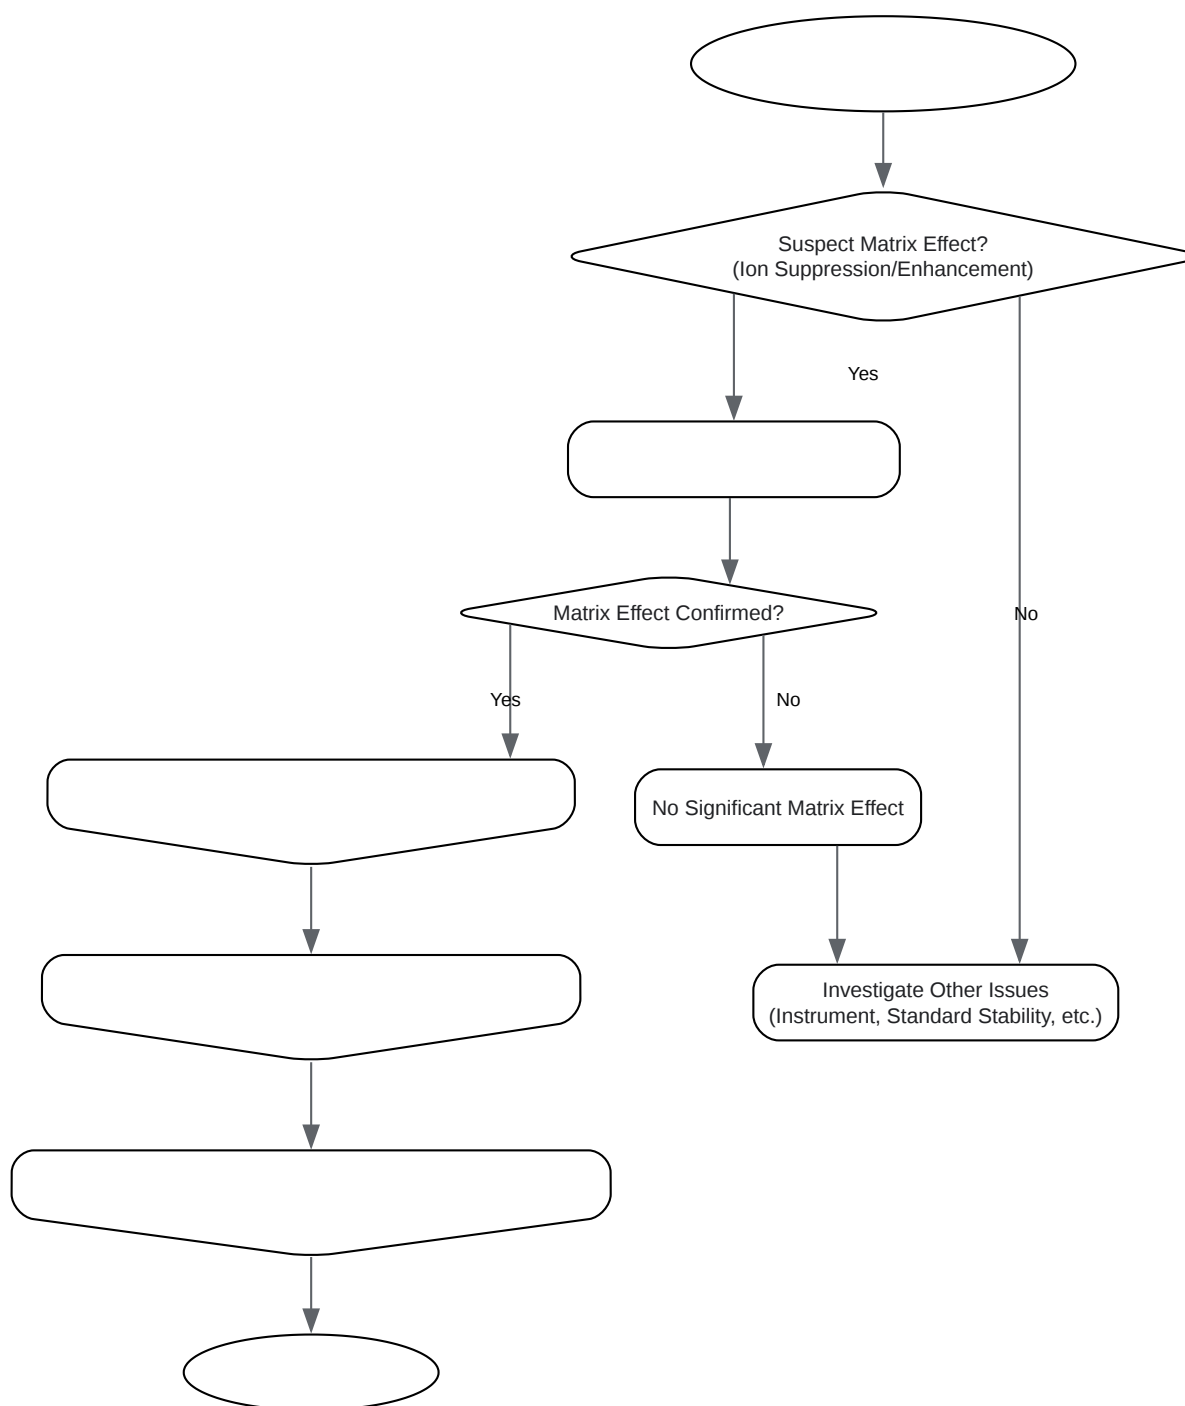 Suspect Matrix Effect?
(Ion Suppression/Enhancement)
Yes
Matrix Effect Confirmed?
No
Yes
No
No Significant Matrix Effect
Investigate Other Issues
(Instrument, Standard Stability, etc.)